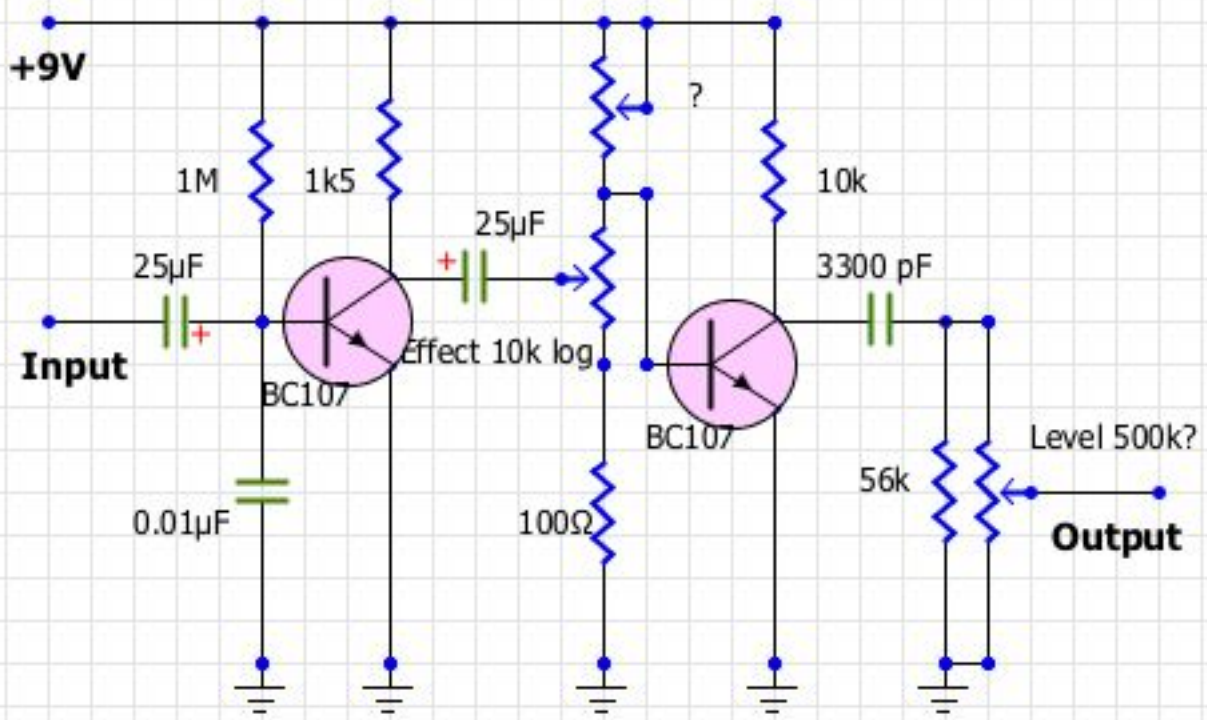 +9V
?
1M
1k5
10k
25µF
25µF
3300 pF
+
+
Input
Effect 10k log
BC107
BC107
Level 500k?
56k
0.01µF
100Ω
Output